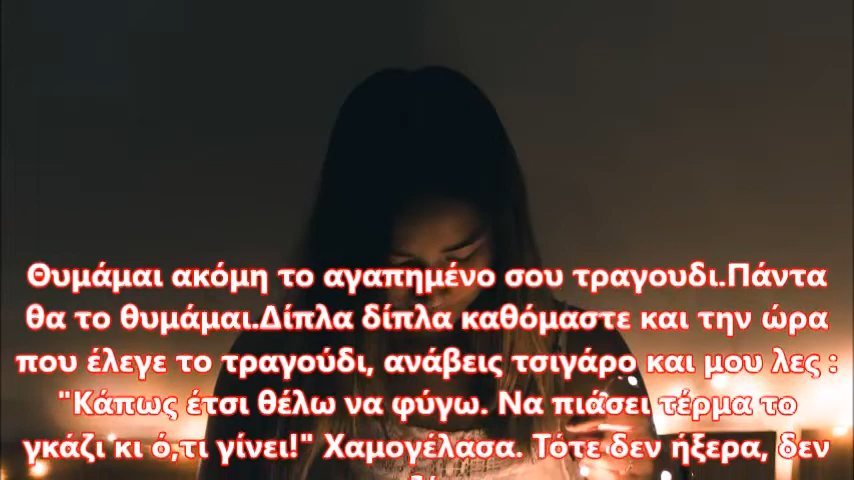 Θυμάμαι ακόμη το αγαπημένο σου τραγουδι.Πάντα
θα το θυμάμαι.Δίπλα δίπλα καθόμαστε και την ώρα
που έλεγε το τραγούδι, ανάβεις τσιγάρο και μου λες :
"Κάπως έτσι θέλω να φύγω. Να πιάσει τέρμα το
γκάζι κι ό,τι γίνει!" Χαμογέλασα. Τότε δεν ήξερα, δεν